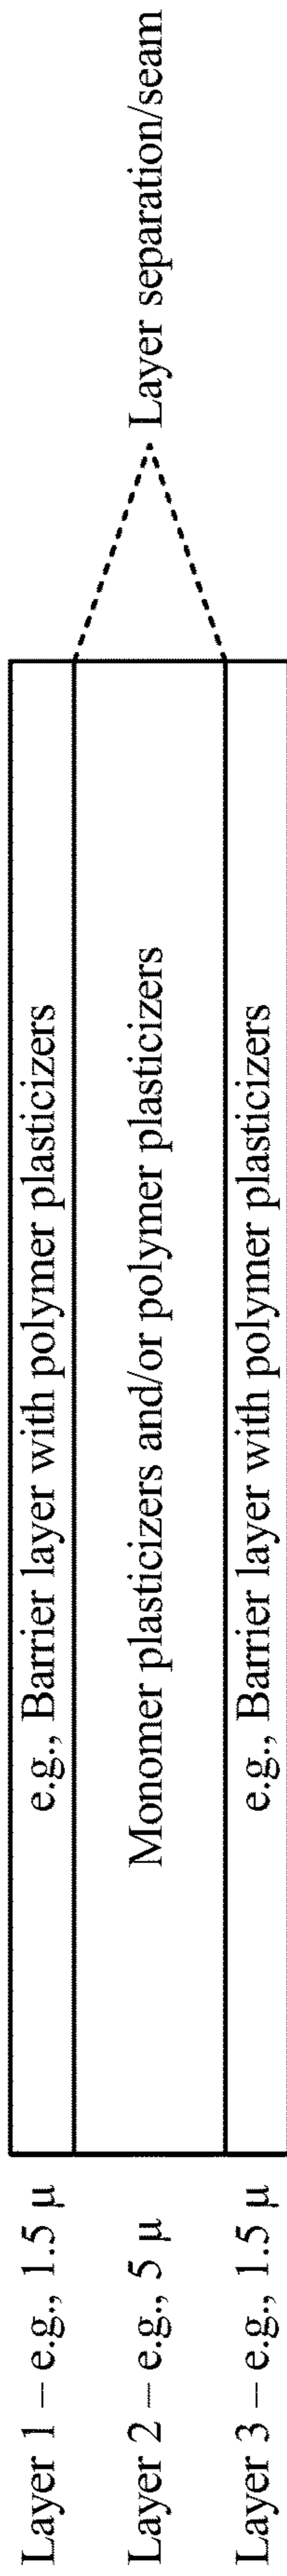 Layer 1 – e.g., 1.5 μ
e.g., Barrier layer with polymer plasticizers
Layer 2 – e.g., 5 μ
Monomer plasticizers and/or polymer plasticizers
Layer separation/seam
Layer 3 – e.g., 1.5 μ
e.g., Barrier layer with polymer plasticizers